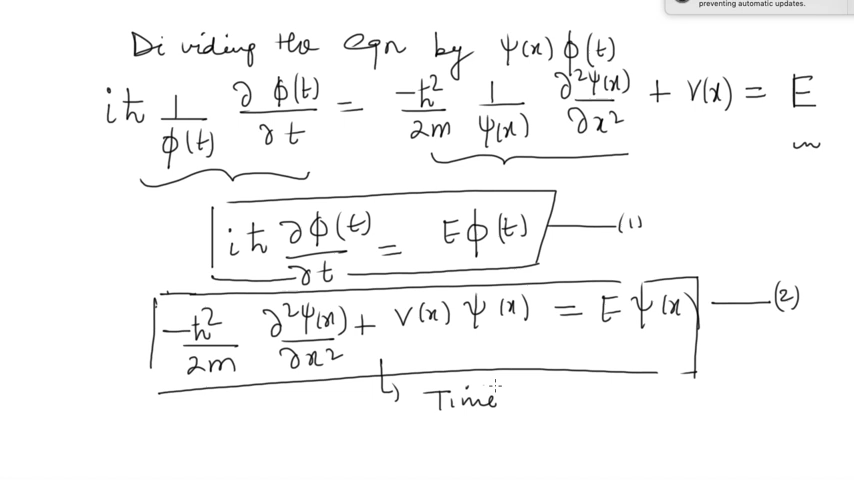 preventing automatic updates.
Dividing the eqn by ψ(x) ϕ(t)
iħ 1/ϕ(t) ∂ϕ(t)/∂t = -ħ²/2m 1/ψ(x) ∂²ψ(x)/∂x² + V(x) = E
iħ ∂ϕ(t)/∂t = Eϕ(t) —(1)
-ħ²/2m ∂²ψ(x)/∂x² + V(x) ψ(x) = E ψ(x) —(2)
Time